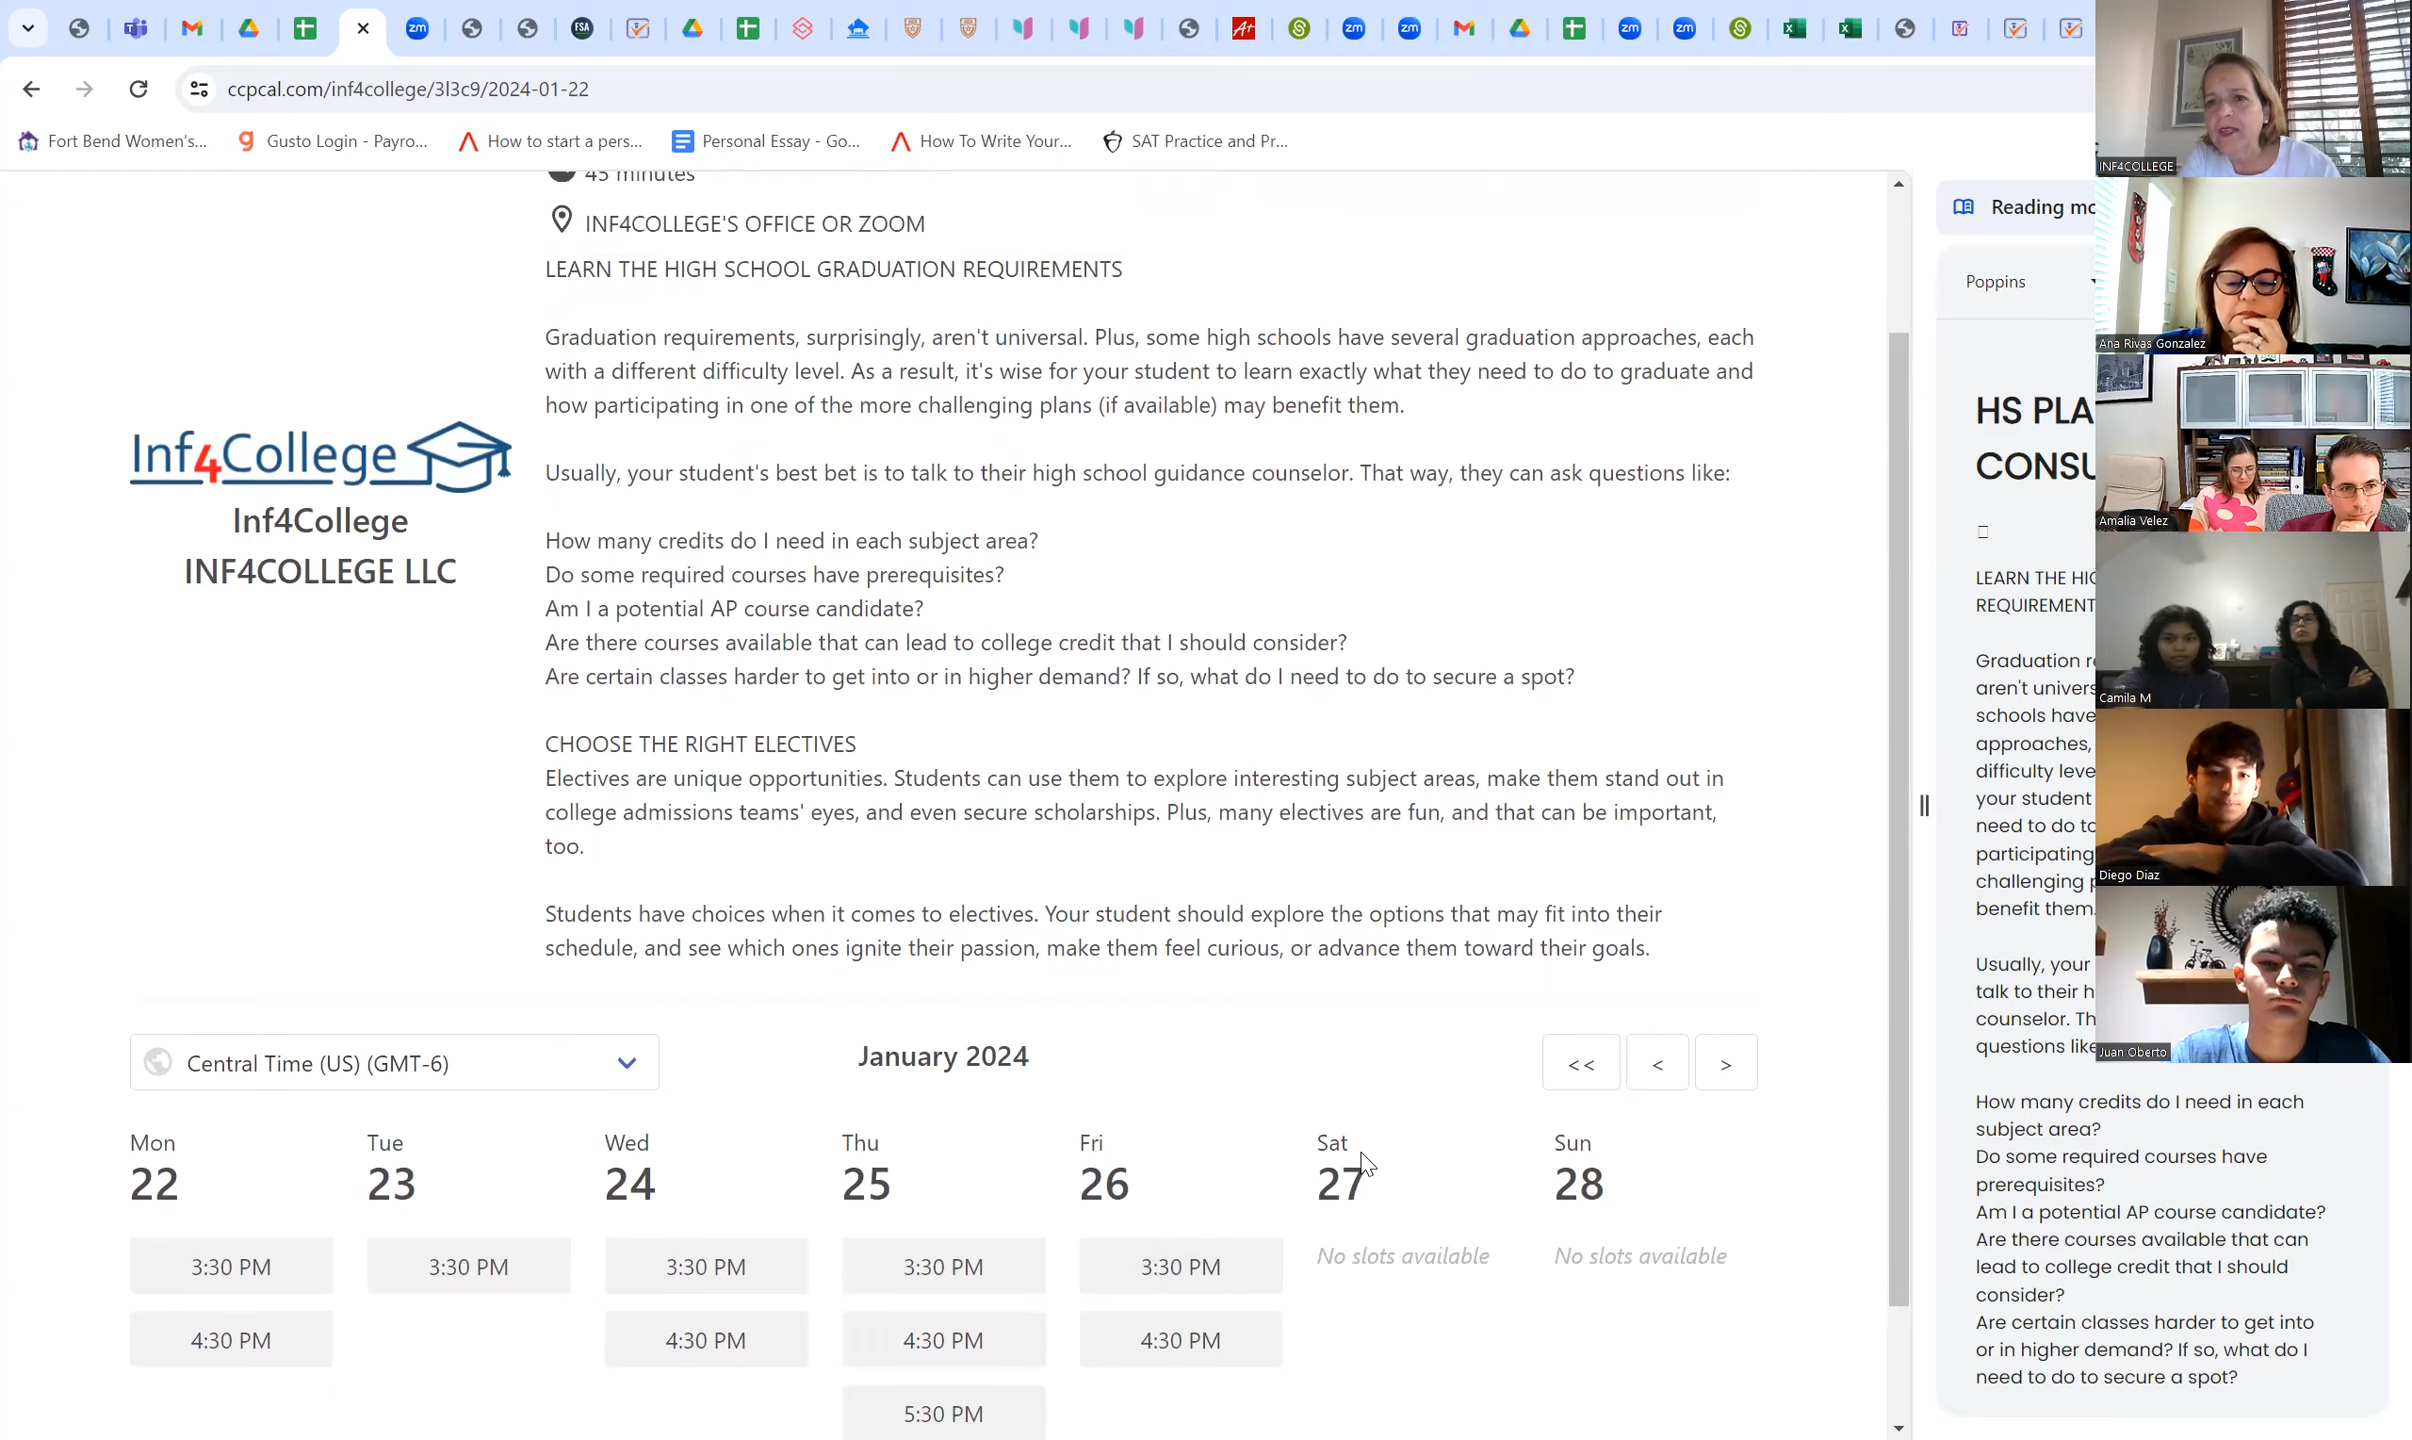 ccpcal.com/inf4college/3l3c9/2024-01-22
Fort Bend Women's...
Gusto Login - Payro...
How to start a pers...
Personal Essay - Go...
How To Write Your...
SAT Practice and Pr...
45 minutes
INF4COLLEGE'S OFFICE OR ZOOM
LEARN THE HIGH SCHOOL GRADUATION REQUIREMENTS
Graduation requirements, surprisingly, aren't universal. Plus, some high schools have several graduation approaches, each
with a different difficulty level. As a result, it's wise for your student to learn exactly what they need to do to graduate and
how participating in one of the more challenging plans (if available) may benefit them.
Usually, your student's best bet is to talk to their high school guidance counselor. That way, they can ask questions like:
How many credits do I need in each subject area?
Do some required courses have prerequisites?
Am I a potential AP course candidate?
Are there courses available that can lead to college credit that I should consider?
Are certain classes harder to get into or in higher demand? If so, what do I need to do to secure a spot?
CHOOSE THE RIGHT ELECTIVES
Electives are unique opportunities. Students can use them to explore interesting subject areas, make them stand out in
college admissions teams' eyes, and even secure scholarships. Plus, many electives are fun, and that can be important,
too.
Students have choices when it comes to electives. Your student should explore the options that may fit into their
schedule, and see which ones ignite their passion, make them feel curious, or advance them toward their goals.
Inf4College
Inf4College
INF4COLLEGE LLC
Central Time (US) (GMT-6)
January 2024
<<
<
>
Mon
22
Tue
23
Wed
24
Thu
25
Fri
26
Sat
27
Sun
28
3:30 PM
3:30 PM
3:30 PM
3:30 PM
3:30 PM
No slots available
No slots available
4:30 PM
4:30 PM
4:30 PM
4:30 PM
5:30 PM
Reading mo
Poppins
HS PLA
CONSU
LEARN THE HIG
REQUIREMENT
Graduation re
aren't univers
schools have
approaches,
difficulty leve
your student
need to do to
participating
challenging p
benefit them.
Usually, your
talk to their h
counselor. Th
questions like
How many credits do I need in each
subject area?
Do some required courses have
prerequisites?
Am I a potential AP course candidate?
Are there courses available that can
lead to college credit that I should
consider?
Are certain classes harder to get into
or in higher demand? If so, what do I
need to do to secure a spot?
INF4COLLEGE
Ana Rivas Gonzalez
Amalia Velez
Camila M
Diego Diaz
Juan Oberto
zm
FSA
A+
zm
zm
zm
zm